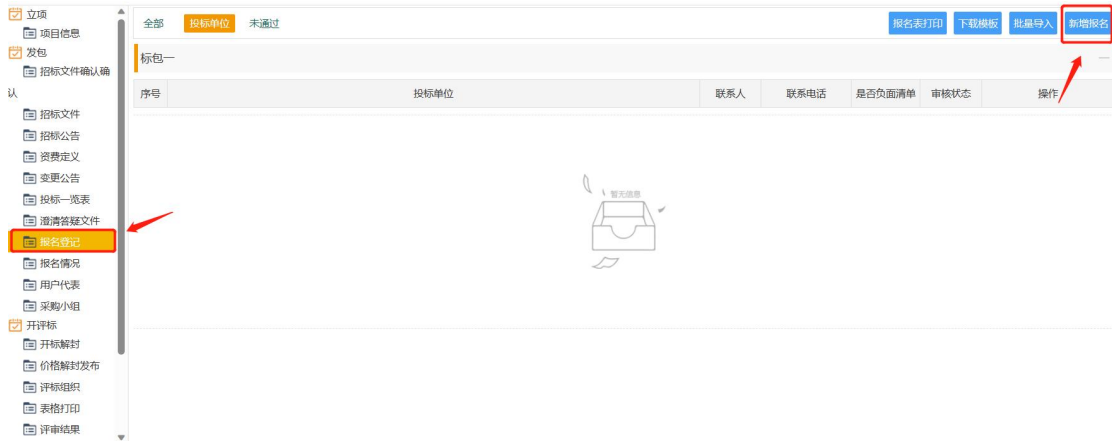 立项
项目信息
发包
招标文件确认确
认
招标文件
招标公告
资费定义
变更公告
投标一览表
澄清答疑文件
报名登记
报名情况
用户代表
采购小组
开评标
开标解封
价格解封发布
评标组织
表格打印
评审结果
全部 投标单位 未通过 报名表打印 下载模板 批量导入 新增报名
标包一
序号 投标单位 联系人 联系电话 是否负面清单 审核状态 操作
暂无信息